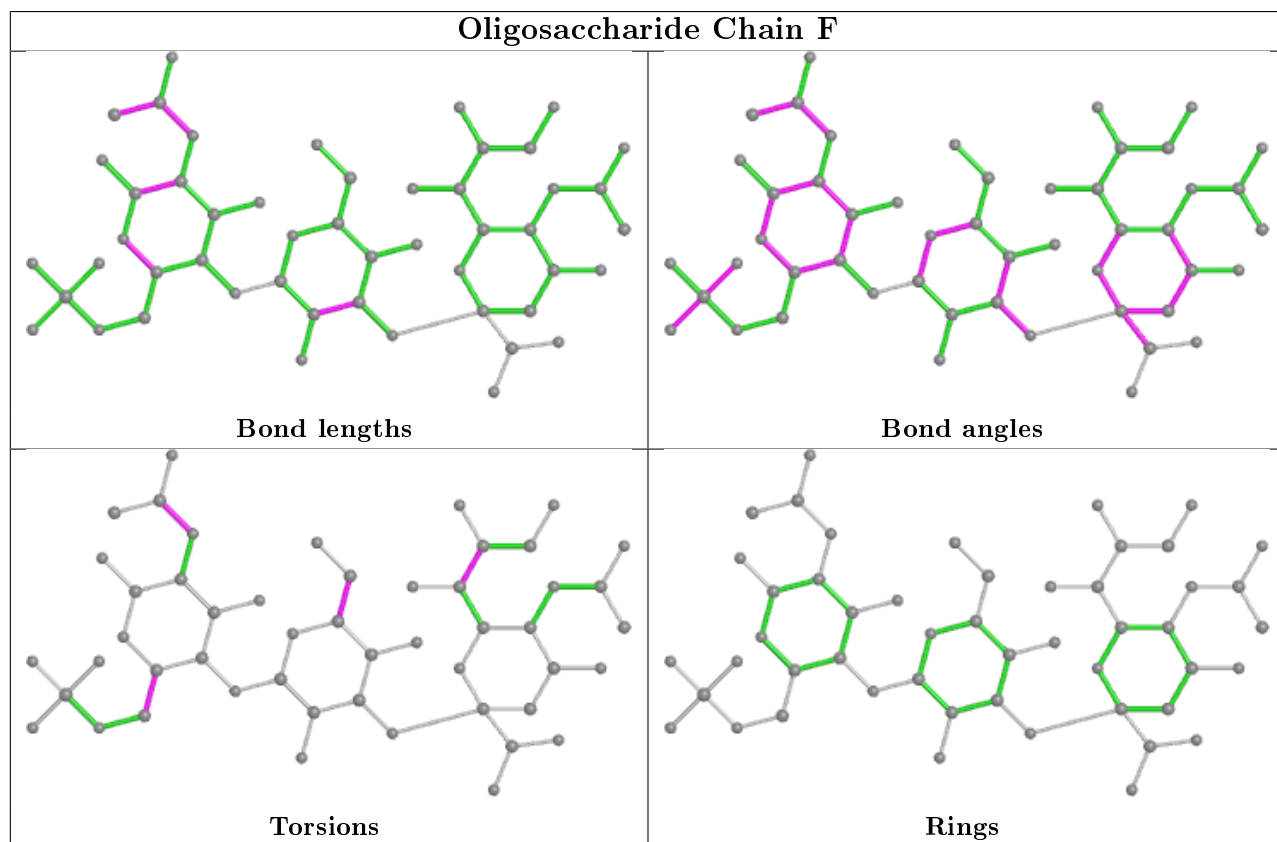 Oligosaccharide Chain F
Bond lengths
Bond angles
Torsions
Rings